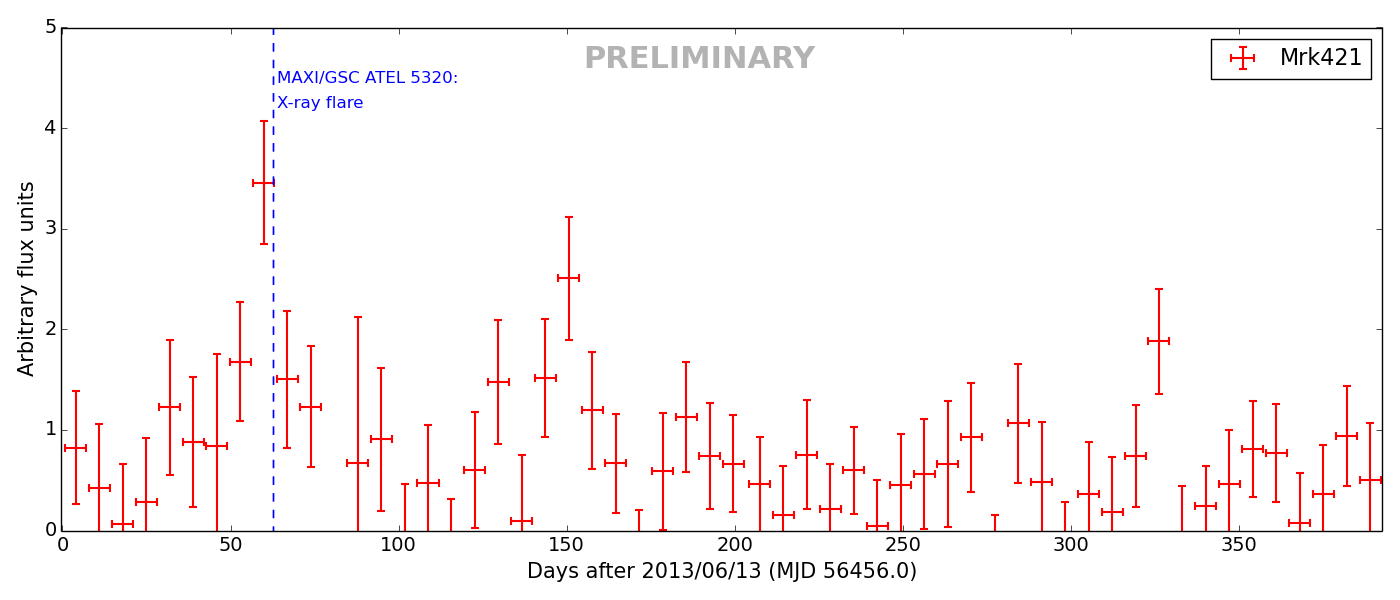 PRELIMINARY
Mrk421
MAXI/GSC ATEL 5320:
X-ray flare
Arbitrary flux units
5
4
3
2
1
0
0 50 100 150 200 250 300 350
Days after 2013/06/13 (MJD 56456.0)